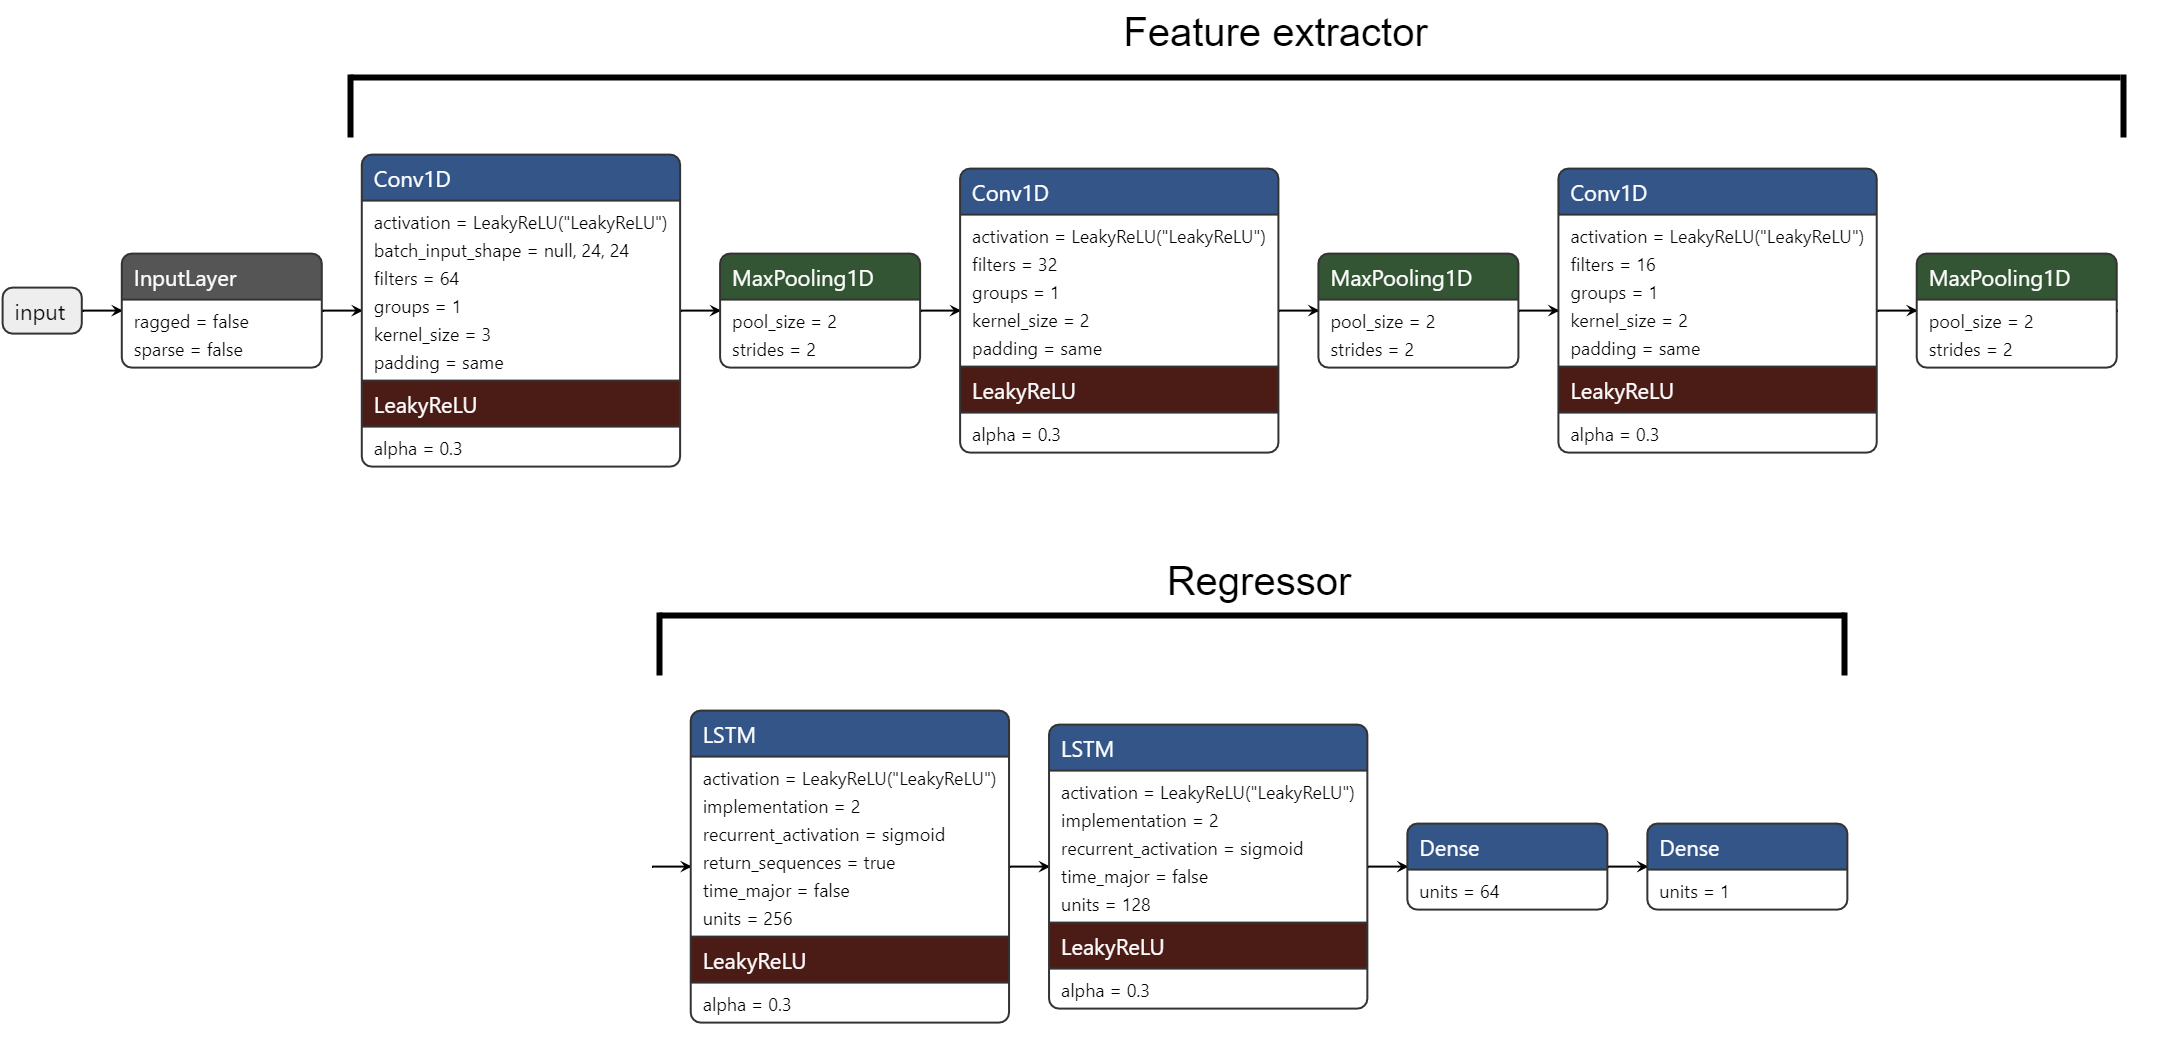 Feature extractor
input
InputLayer
ragged = false
sparse = false
Conv1D
activation = LeakyReLU("LeakyReLU")
batch_input_shape = null, 24, 24
filters = 64
groups = 1
kernel_size = 3
padding = same
LeakyReLU
alpha = 0.3
MaxPooling1D
pool_size = 2
strides = 2
Conv1D
activation = LeakyReLU("LeakyReLU")
filters = 32
groups = 1
kernel_size = 2
padding = same
LeakyReLU
alpha = 0.3
MaxPooling1D
pool_size = 2
strides = 2
Conv1D
activation = LeakyReLU("LeakyReLU")
filters = 16
groups = 1
kernel_size = 2
padding = same
LeakyReLU
alpha = 0.3
MaxPooling1D
pool_size = 2
strides = 2
Regressor
LSTM
activation = LeakyReLU("LeakyReLU")
implementation = 2
recurrent_activation = sigmoid
return_sequences = true
time_major = false
units = 256
LeakyReLU
alpha = 0.3
LSTM
activation = LeakyReLU("LeakyReLU")
implementation = 2
recurrent_activation = sigmoid
time_major = false
units = 128
LeakyReLU
alpha = 0.3
Dense
units = 64
Dense
units = 1